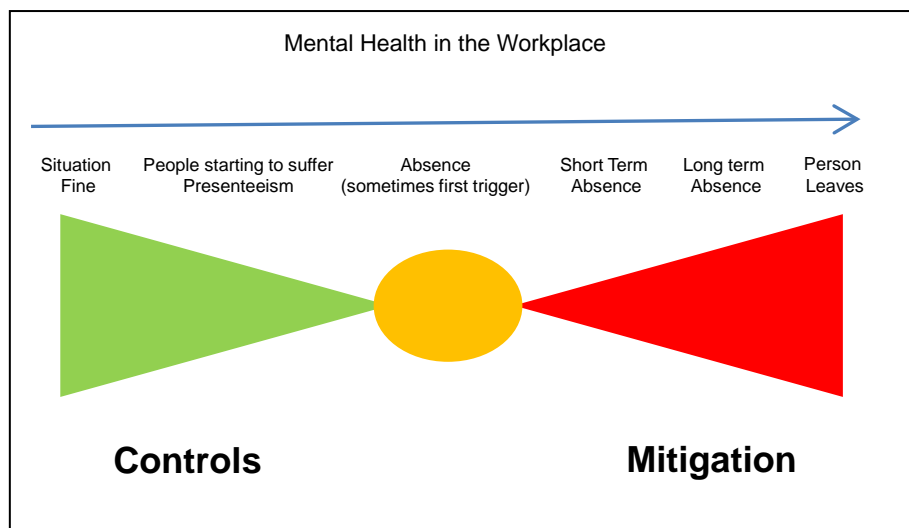 Mental Health in the Workplace
Situation
Fine
People starting to suffer
Presenteeism
Absence
(sometimes first trigger)
Short Term
Absence
Long term
Absence
Person
Leaves
Controls
Mitigation